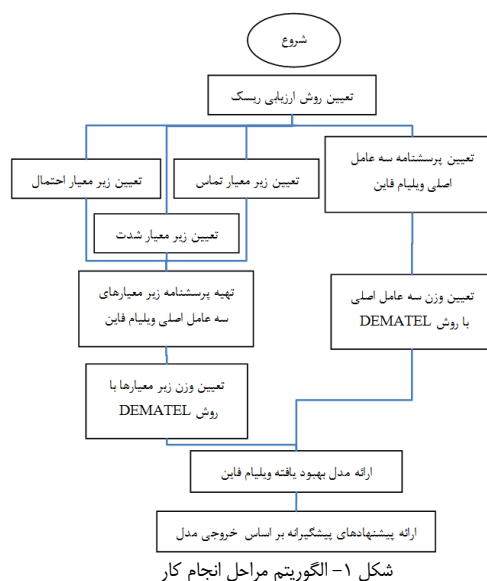 شروع
تعیین روش ارزیابی ریسک
تعیین پرسشنامه سه عامل
اصلی ویلیام فاین
تعیین زیر معیار تماس
تعیین زیر معیار احتمال
تعیین زیر معیار شدت
تهیه پرسشنامه زیر معیارهای
سه عامل اصلی ویلیام فاین
تعیین وزن سه عامل اصلی
با روش DEMATEL
تعیین وزن زیر معیارها با
روش DEMATEL
ارائه مدل بهبود یافته ویلیام فاین
ارائه پیشنهادهای پیشگیرانه بر اساس خروجی مدل
شکل ۱- الگوریتم مراحل انجام کار